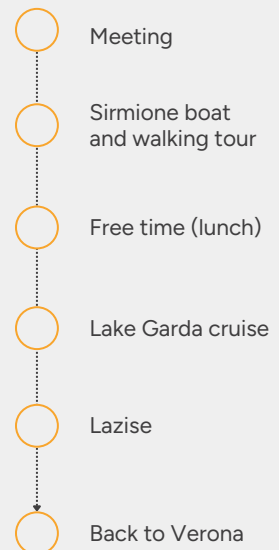 Meeting
Sirmione boat
and walking tour
Free time (lunch)
Lake Garda cruise
Lazise
Back to Verona